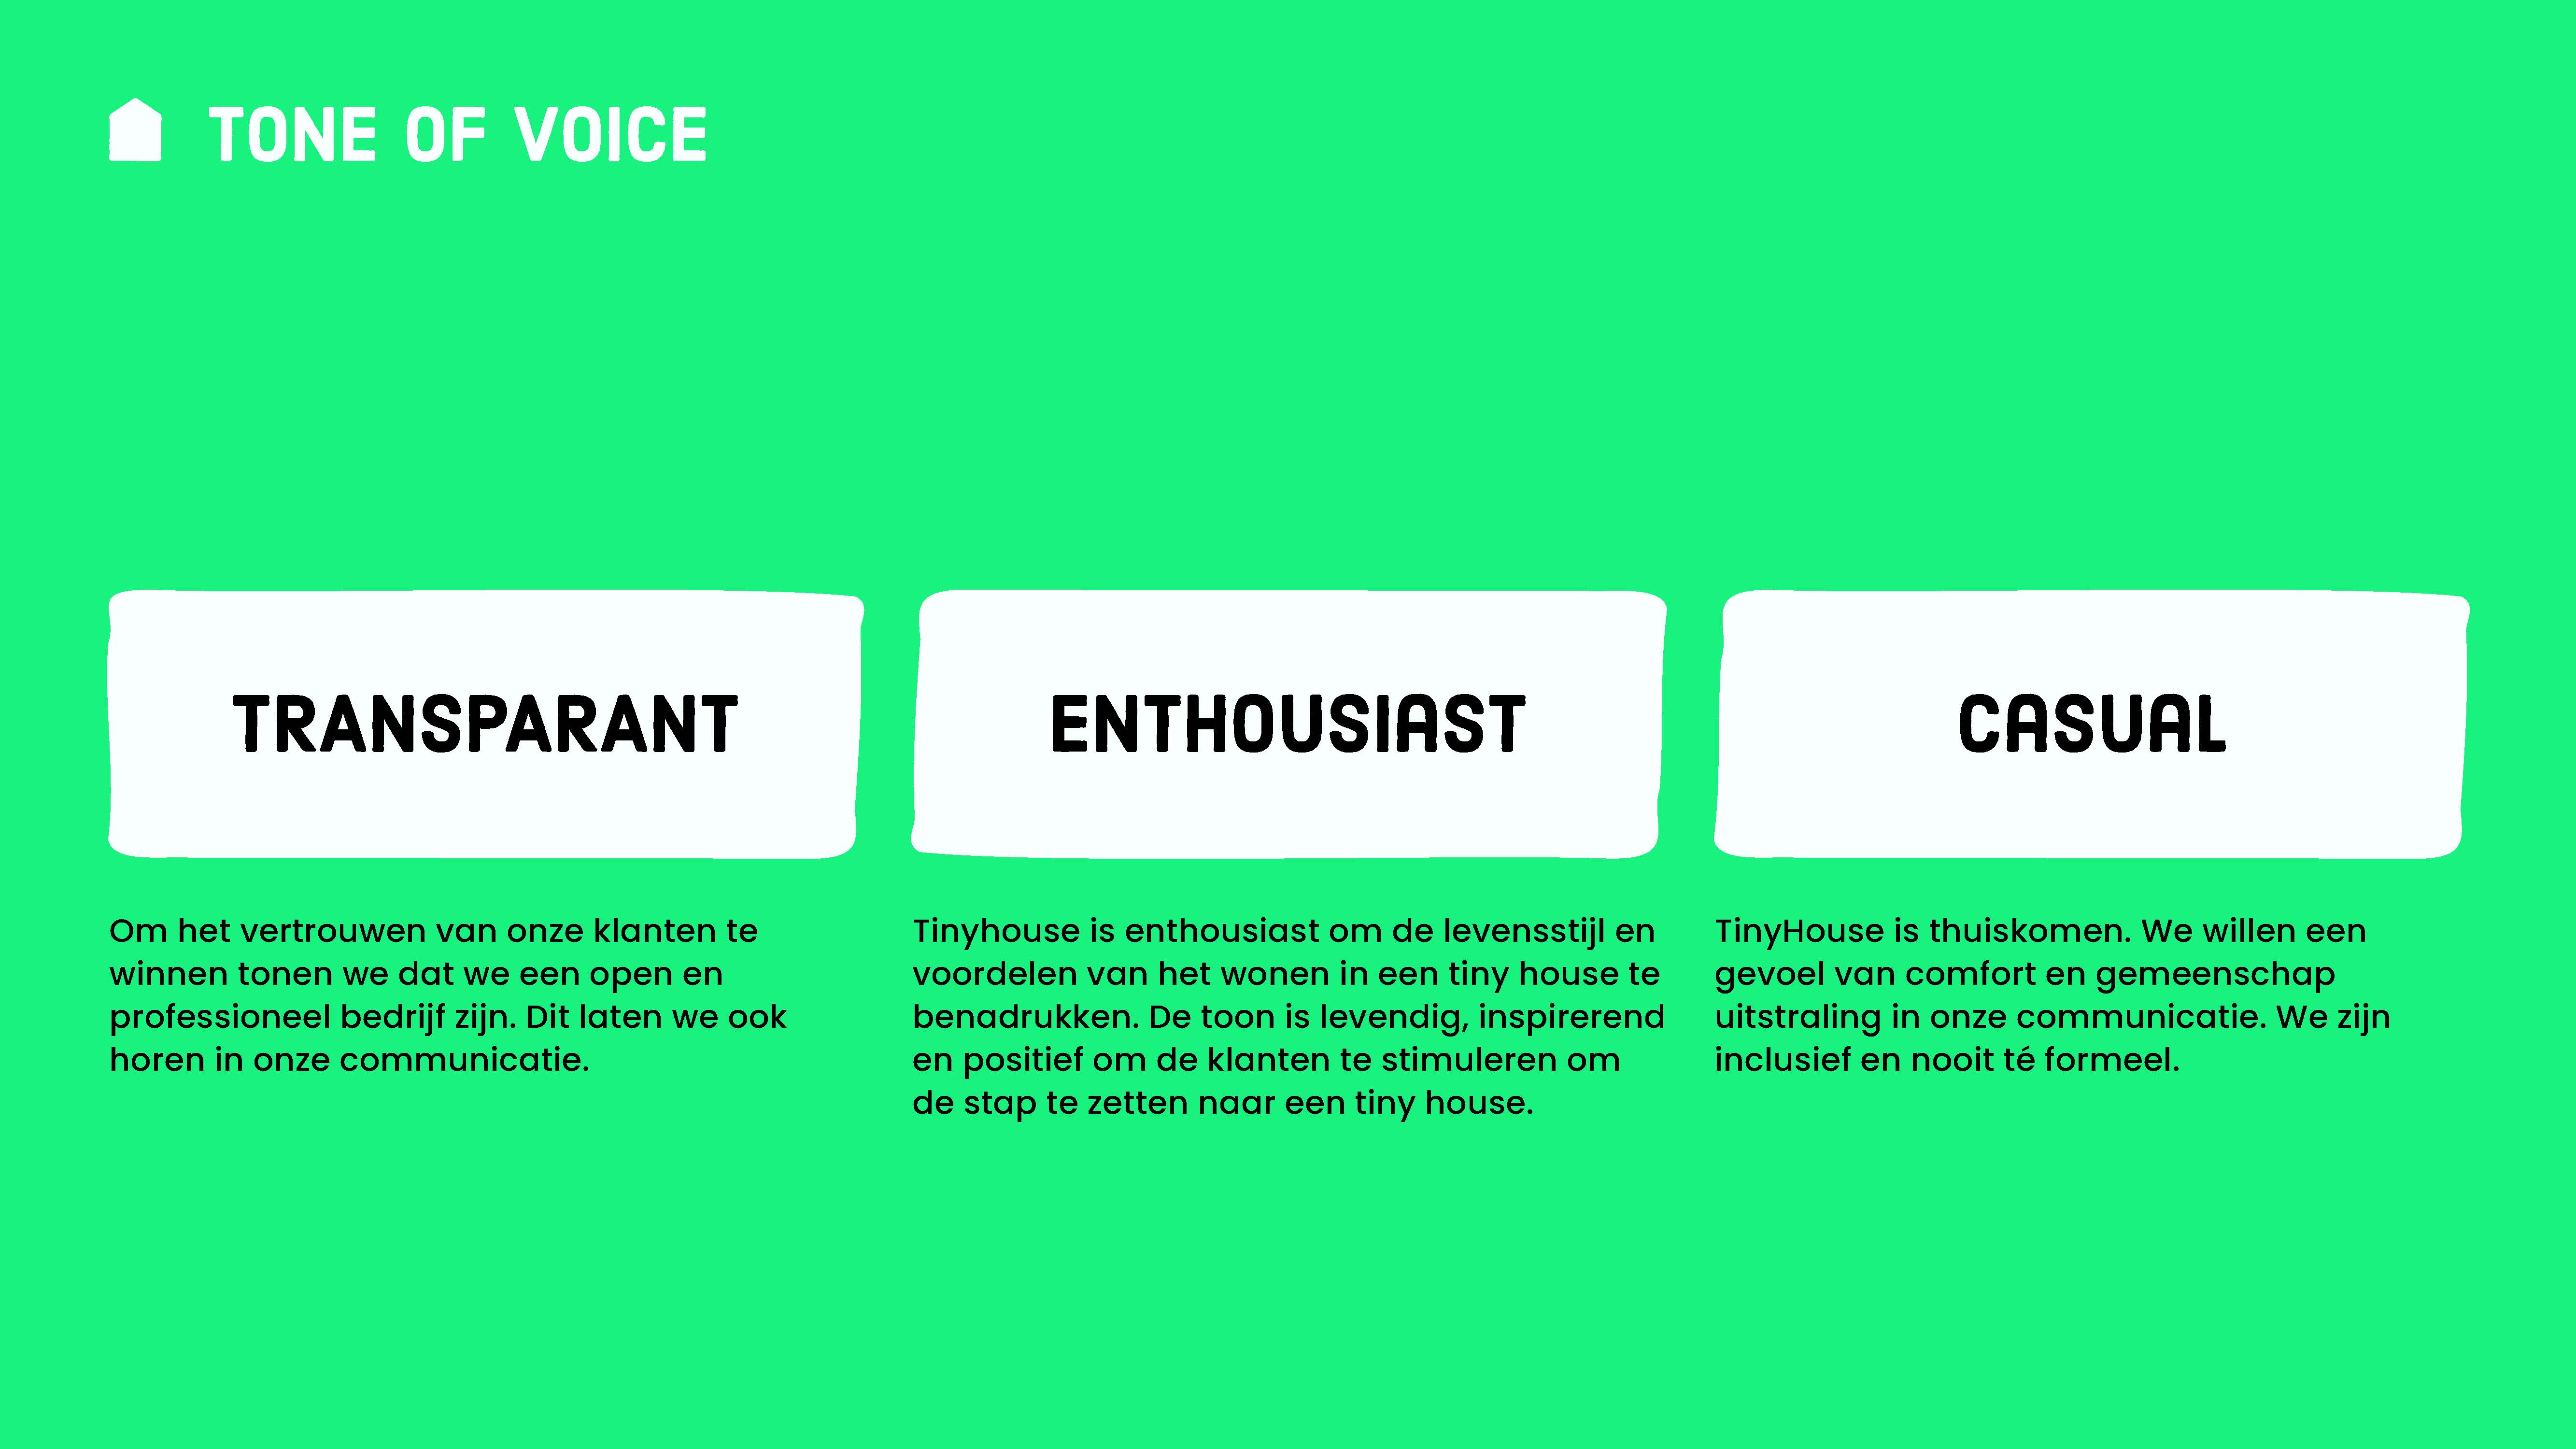 TONE OF VOICE
TRANSPARANT
Om het vertrouwen van onze klanten te
winnen tonen we dat we een open en
professioneel bedrijf zijn. Dit laten we ook
horen in onze communicatie.
ENTHOUSIAST
Tinyhouse is enthousiast om de levensstijl en
voordelen van het wonen in een tiny house te
benadrukken. De toon is levendig, inspirerend
en positief om de klanten te stimuleren om
de stap te zetten naar een tiny house.
CASUAL
TinyHouse is thuiskomen. We willen een
gevoel van comfort en gemeenschap
uitstraling in onze communicatie. We zijn
inclusief en nooit té formeel.